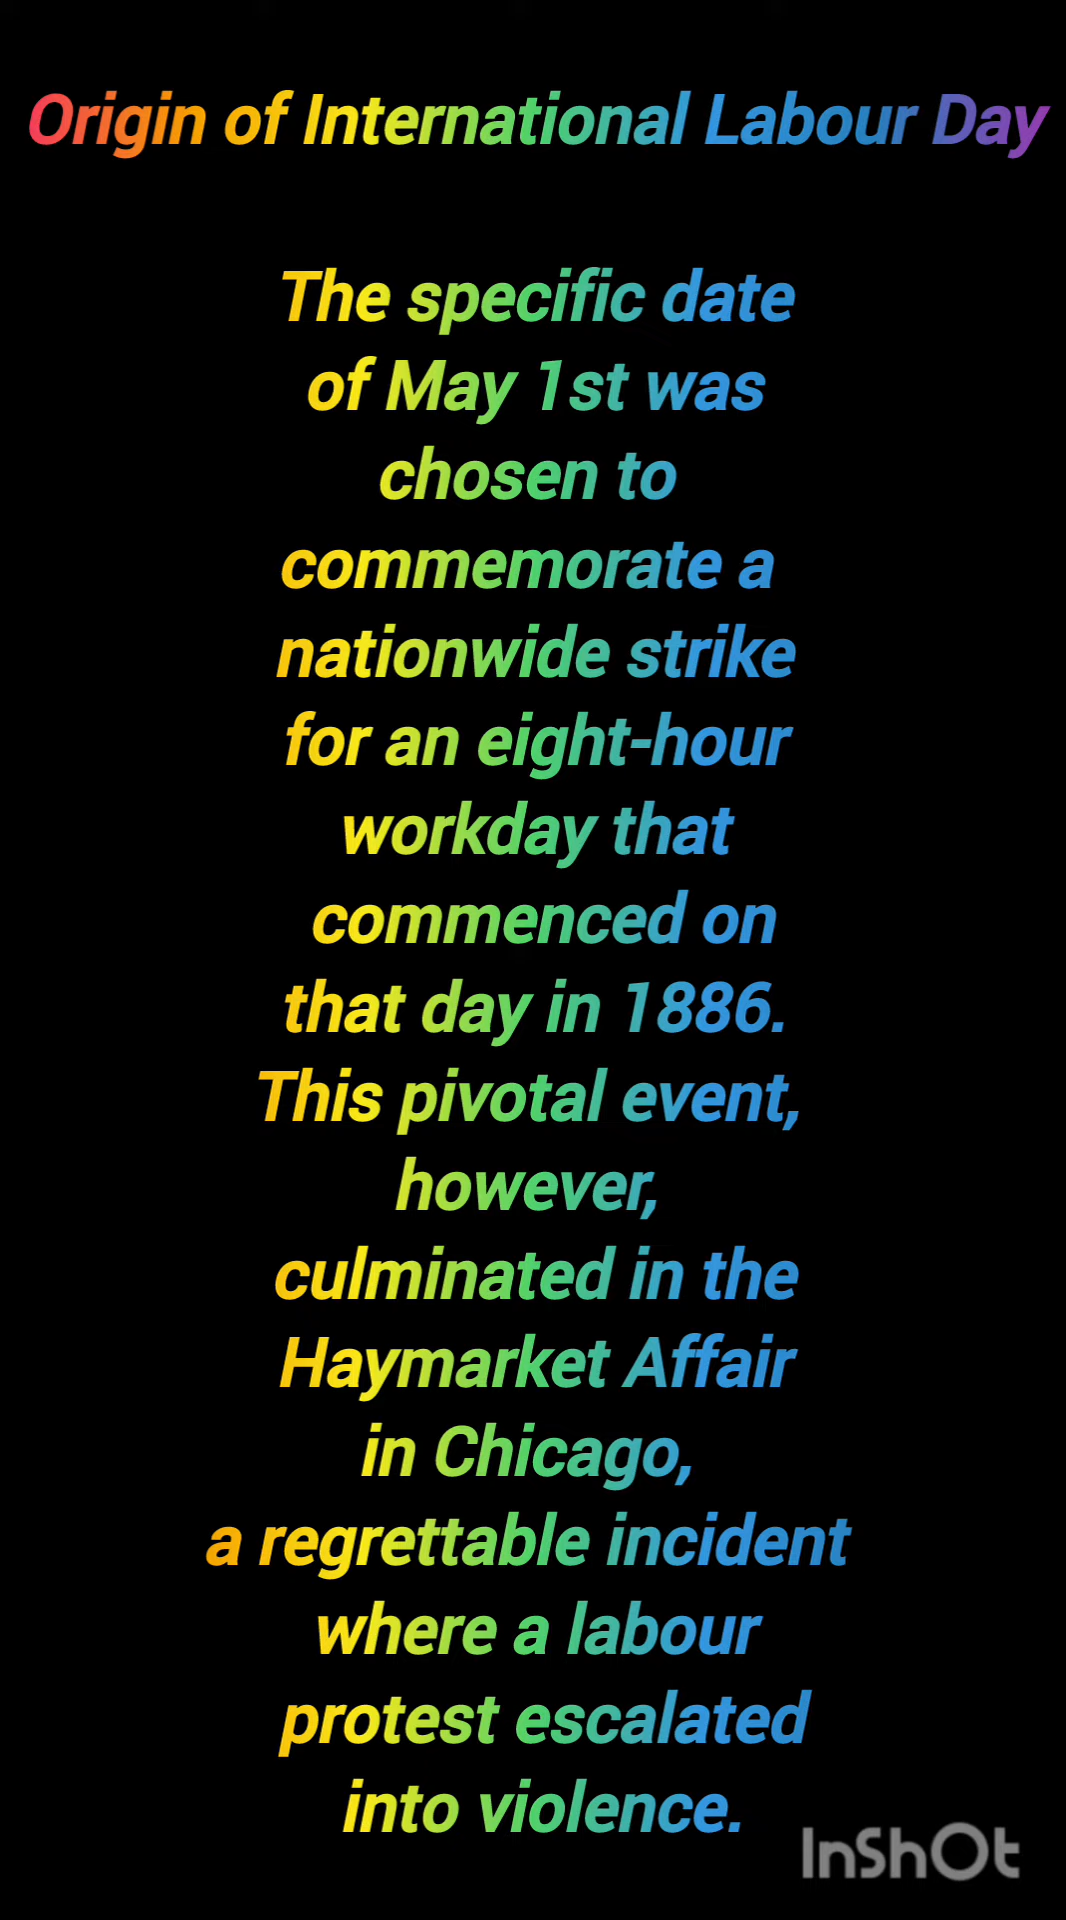 Origin of International Labour Day
The specific date
of May 1st was
chosen to
commemorate a
nationwide strike
for an eight-hour
workday that
commenced on
that day in 1886.
This pivotal event,
however,
culminated in the
Haymarket Affair
in Chicago,
a regrettable incident
where a labour
protest escalated
into violence.
InShOt